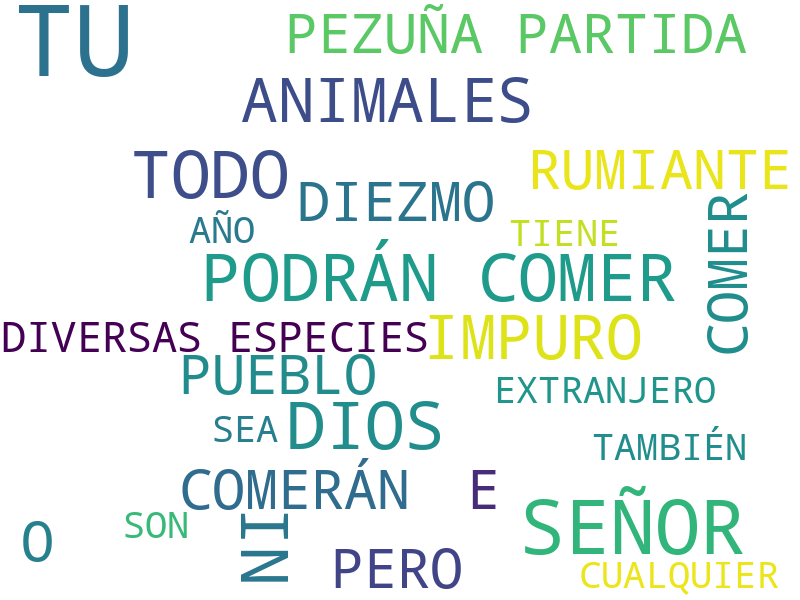 TU
PEZUÑA PARTIDA
ANIMALES
TODO
RUMIANTE
DIEZMO
COMER
AÑO
TIENE
PODRÁN COMER
DIVERSAS ESPECIES
IMPURO
PUEBLO
EXTRANJERO
DIOS
SEA
TAMBIÉN
COMERÁN
E
SEÑOR
SON
NI
O
PERO
CUALQUIER